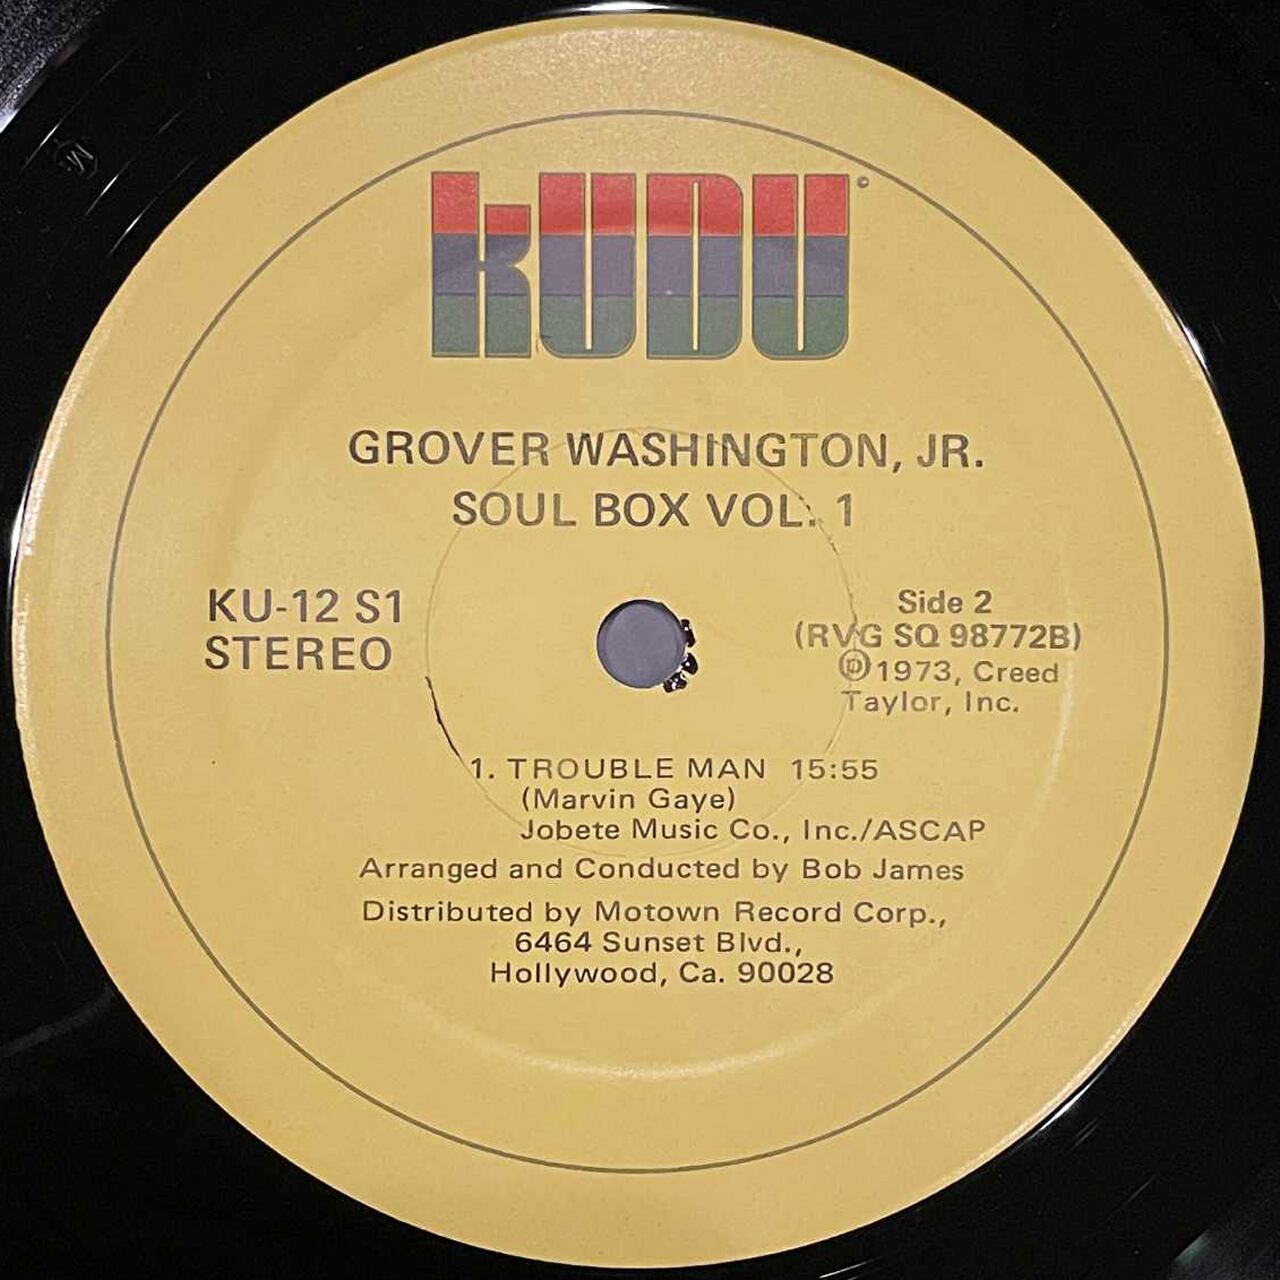 kUDU ©
GROVER WASHINGTON, JR.
SOUL BOX VOL. 1
KU-12 S1
STEREO
Side 2
(RVG SQ 98772B)
℗1973, Creed
Taylor, Inc.
1. TROUBLE MAN 15:55
(Marvin Gaye)
Jobete Music Co., Inc./ASCAP
Arranged and Conducted by Bob James
Distributed by Motown Record Corp.,
6464 Sunset Blvd.,
Hollywood, Ca. 90028